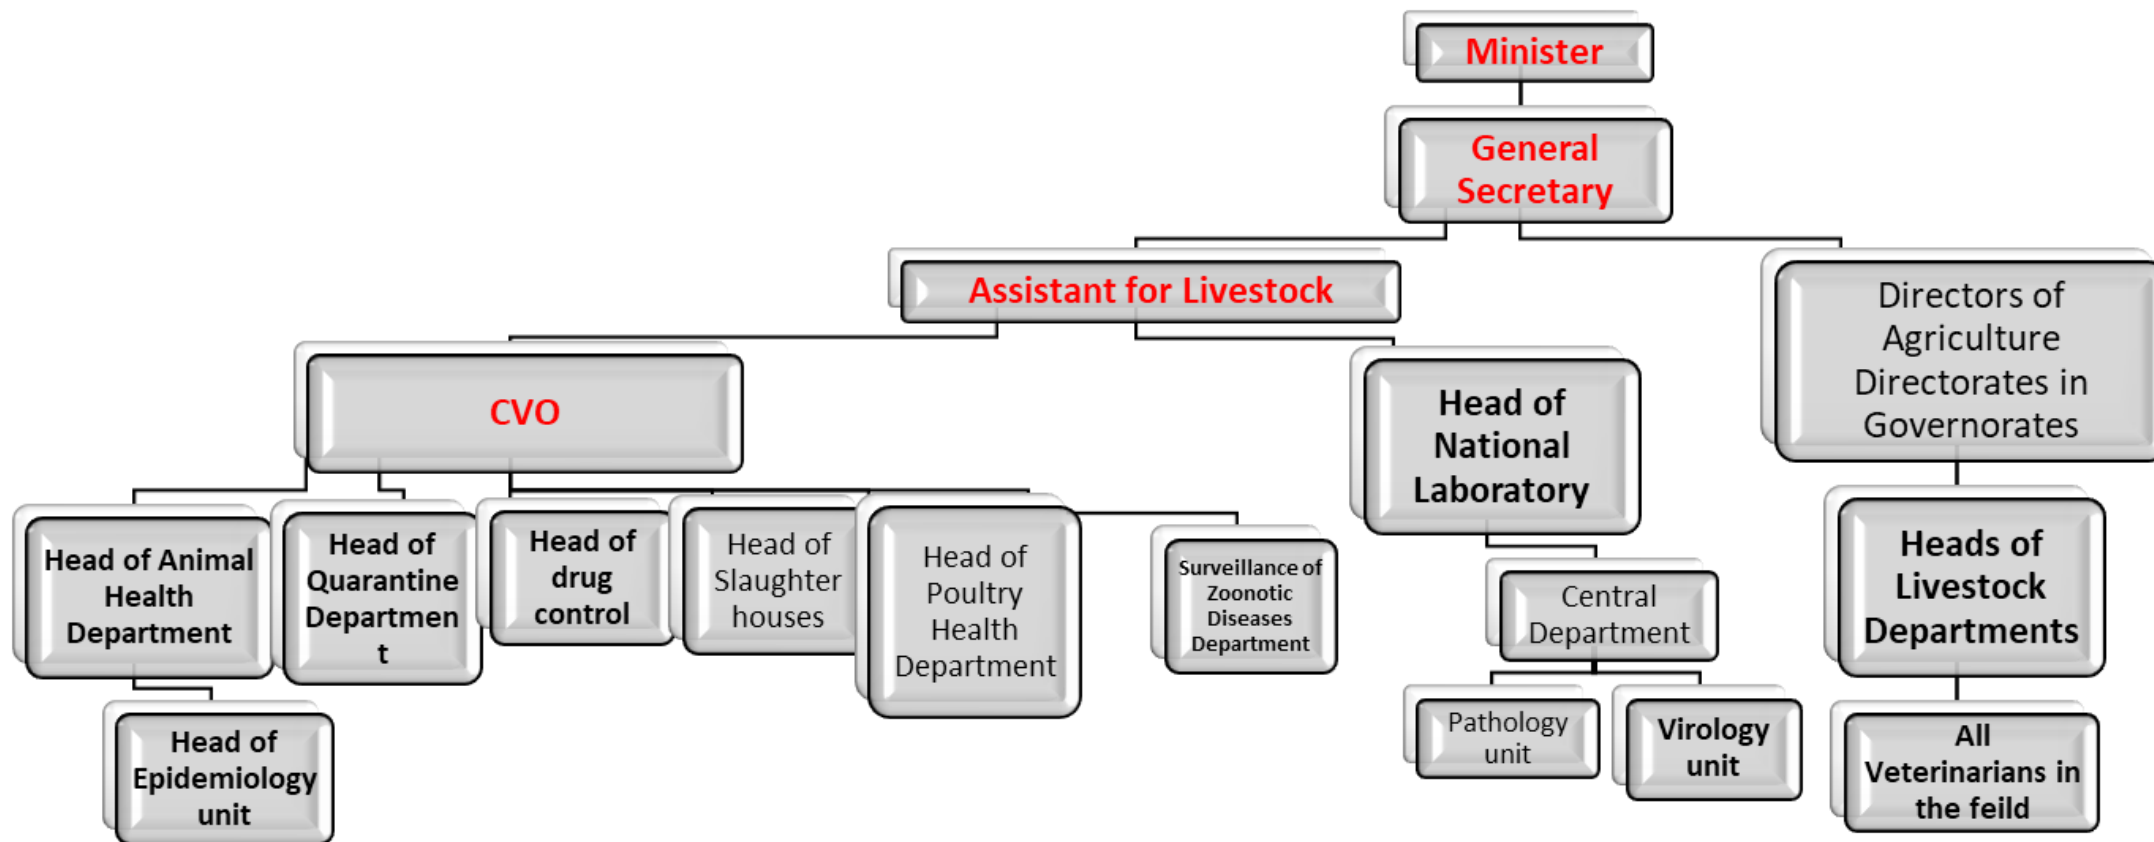 Minister
General
Secretary
Assistant for Livestock
Directors of
Agriculture
Directorates in
Governorates
CVO
Head of
National
Laboratory
Head of Animal
Health
Department
Head of
Quarantine
Departmen
t
Head of
drug
control
Head of
Slaughter
houses
Head of
Poultry
Health
Department
Surveillance of
Zoonotic
Diseases
Department
Central
Department
Heads of
Livestock
Departments
Head of
Epidemiology
unit
Pathology
unit
Virology
unit
All
Veterinarians in
the feild